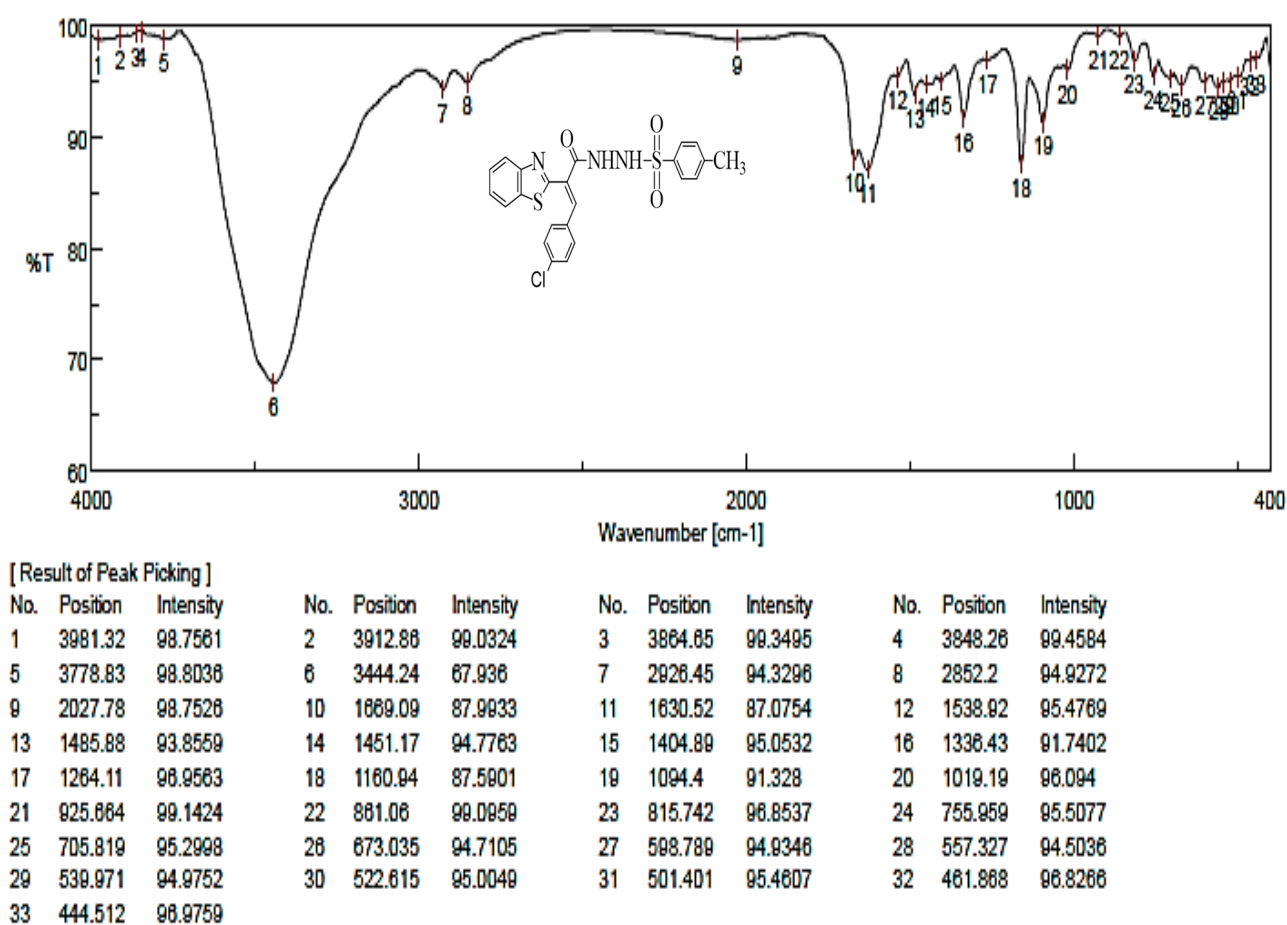 100
90
80
70
60
%T
1
2
3
4
5
6
7
8
9
10
11
12
13
14
15
16
17
18
19
20
21
22
23
24
25
26
O
O
N
NHNH
S
CH3
S
O
Cl
4000 3000 2000 1000 400
Wavenumber [cm-1]
[ Result of Peak Picking ]
No. Position Intensity No. Position Intensity No. Position Intensity No. Position Intensity
1 3981.32 98.7561 2 3912.86 99.0324 3 3864.65 99.3495 4 3848.26 99.4584
5 3778.83 98.8036 6 3444.24 67.936 7 2926.45 94.3296 8 2852.2 94.9272
9 2027.78 98.7526 10 1669.09 87.9933 11 1630.52 87.0754 12 1538.92 95.4769
13 1485.88 93.8559 14 1451.17 94.7763 15 1404.89 95.0532 16 1336.43 91.7402
17 1264.11 96.9563 18 1160.94 87.5901 19 1094.4 91.328 20 1019.19 96.094
21 925.664 99.1424 22 861.06 99.0959 23 815.742 96.8537 24 755.959 95.5077
25 705.819 95.2998 26 673.035 94.7105 27 598.789 94.9346 28 557.327 94.5036
29 539.971 94.9752 30 522.615 95.0049 31 501.401 95.4607 32 461.868 96.8266
33 444.512 96.9759